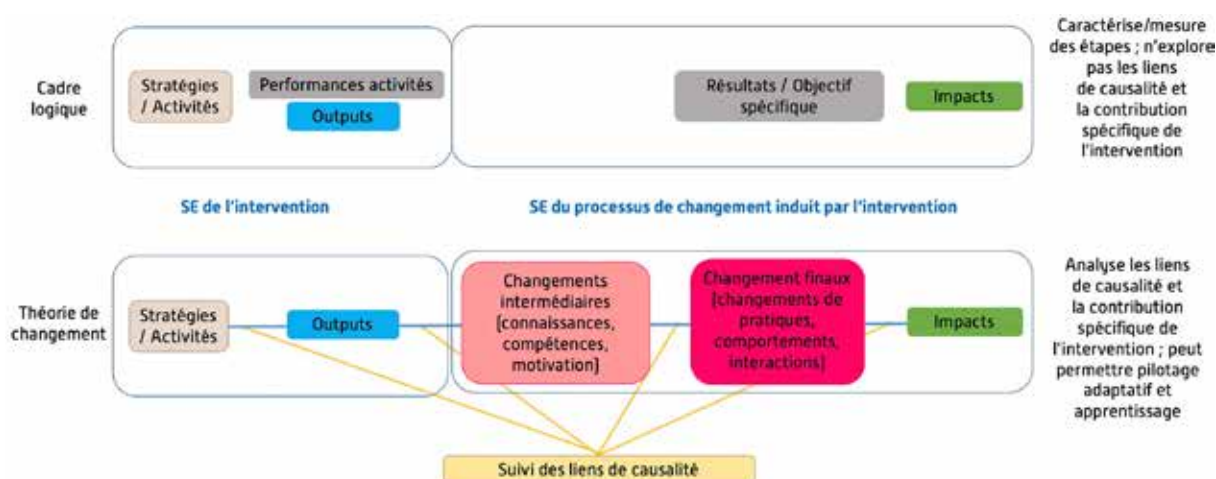 Cadre
logique
Stratégies
/ Activités
Performances activités
Outputs
Résultats / Objectif
spécifique
Impacts
Caractérise/mesure
des étapes ; n'explore
pas les liens
de causalité et
la contribution
spécifique de
l'intervention
SE de l'intervention
SE du processus de changement induit par l'intervention
Théorie de
changement
Stratégies
/ Activités
Outputs
Changements
intermédiaires
[connaissances,
compétences,
motivation]
Changement finaux
[changements de
pratiques,
comportements,
interactions]
Impacts
Analyse les liens
de causalité et
la contribution
spécifique de
l'intervention ; peut
permettre pilotage
adaptatif et
apprentissage
Suivi des liens de causalité